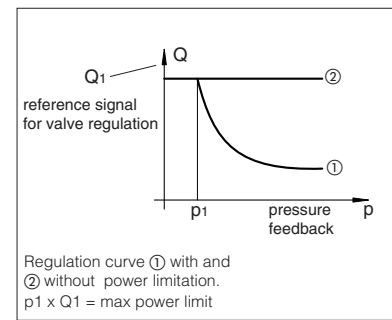 Q
Q1
②
reference signal
for valve regulation
①
p1
pressure
feedback
p
Regulation curve ① with and
② without power limitation.
p1 x Q1 = max power limit